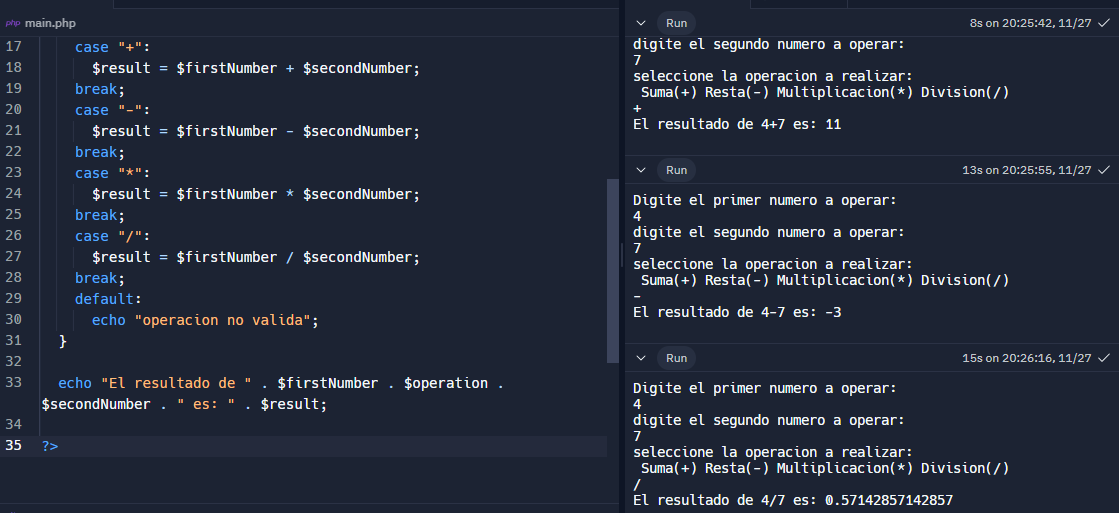 php main.php
17 case "+":
18 $result = $firstNumber + $secondNumber;
19 break;
20 case "-":
21 $result = $firstNumber - $secondNumber;
22 break;
23 case "*":
24 $result = $firstNumber * $secondNumber;
25 break;
26 case "/":
27 $result = $firstNumber / $secondNumber;
28 break;
29 default:
30 echo "operacion no valida";
31 }
32
33 echo "El resultado de " . $firstNumber . $operation .
$secondNumber . " es: " . $result;
34
35 ?>
Run 8s on 20:25:42, 11/27
digite el segundo numero a operar:
7
seleccione la operacion a realizar:
Suma(+) Resta(-) Multiplicacion(*) Division(/)
+
El resultado de 4+7 es: 11
Run 13s on 20:25:55, 11/27
Digite el primer numero a operar:
4
digite el segundo numero a operar:
7
seleccione la operacion a realizar:
Suma(+) Resta(-) Multiplicacion(*) Division(/)
-
El resultado de 4-7 es: -3
Run 15s on 20:26:16, 11/27
Digite el primer numero a operar:
4
digite el segundo numero a operar:
7
seleccione la operacion a realizar:
Suma(+) Resta(-) Multiplicacion(*) Division(/)
/
El resultado de 4/7 es: 0.57142857142857